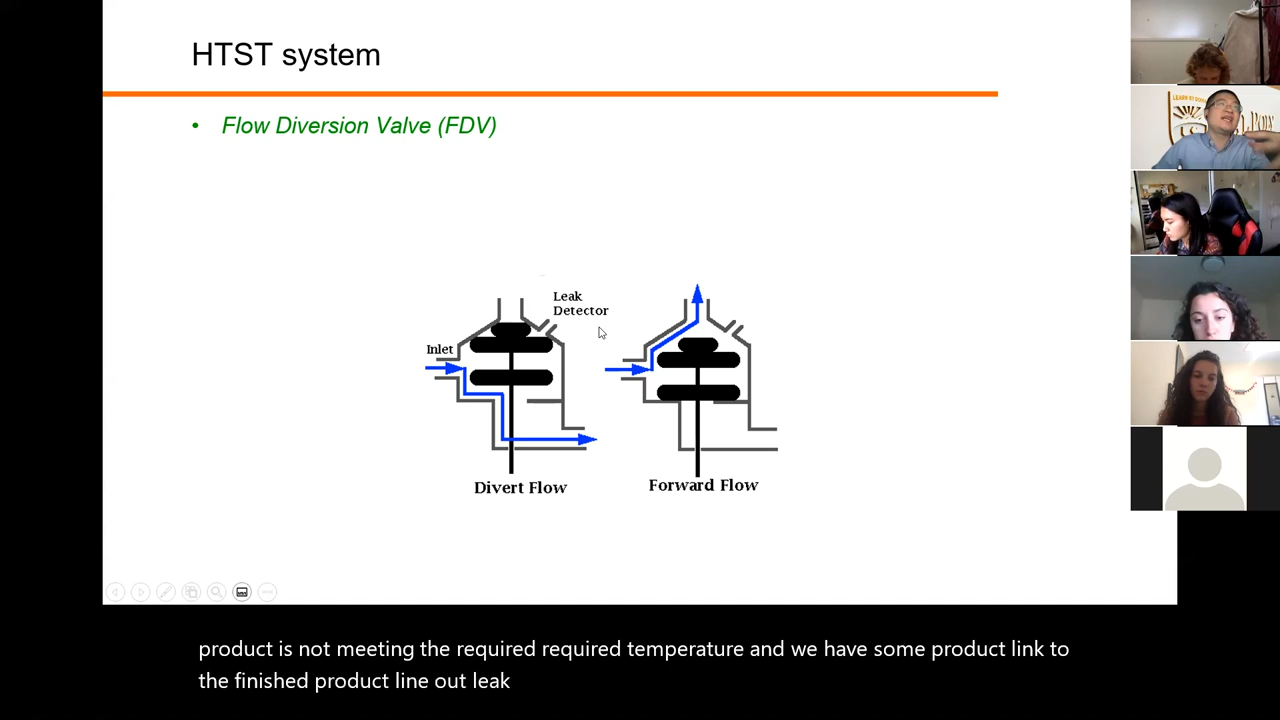 HTST system
• Flow Diversion Valve (FDV)
Leak
Detector
Inlet
Divert Flow
Forward Flow
product is not meeting the required required temperature and we have some product link to
the finished product line out leak